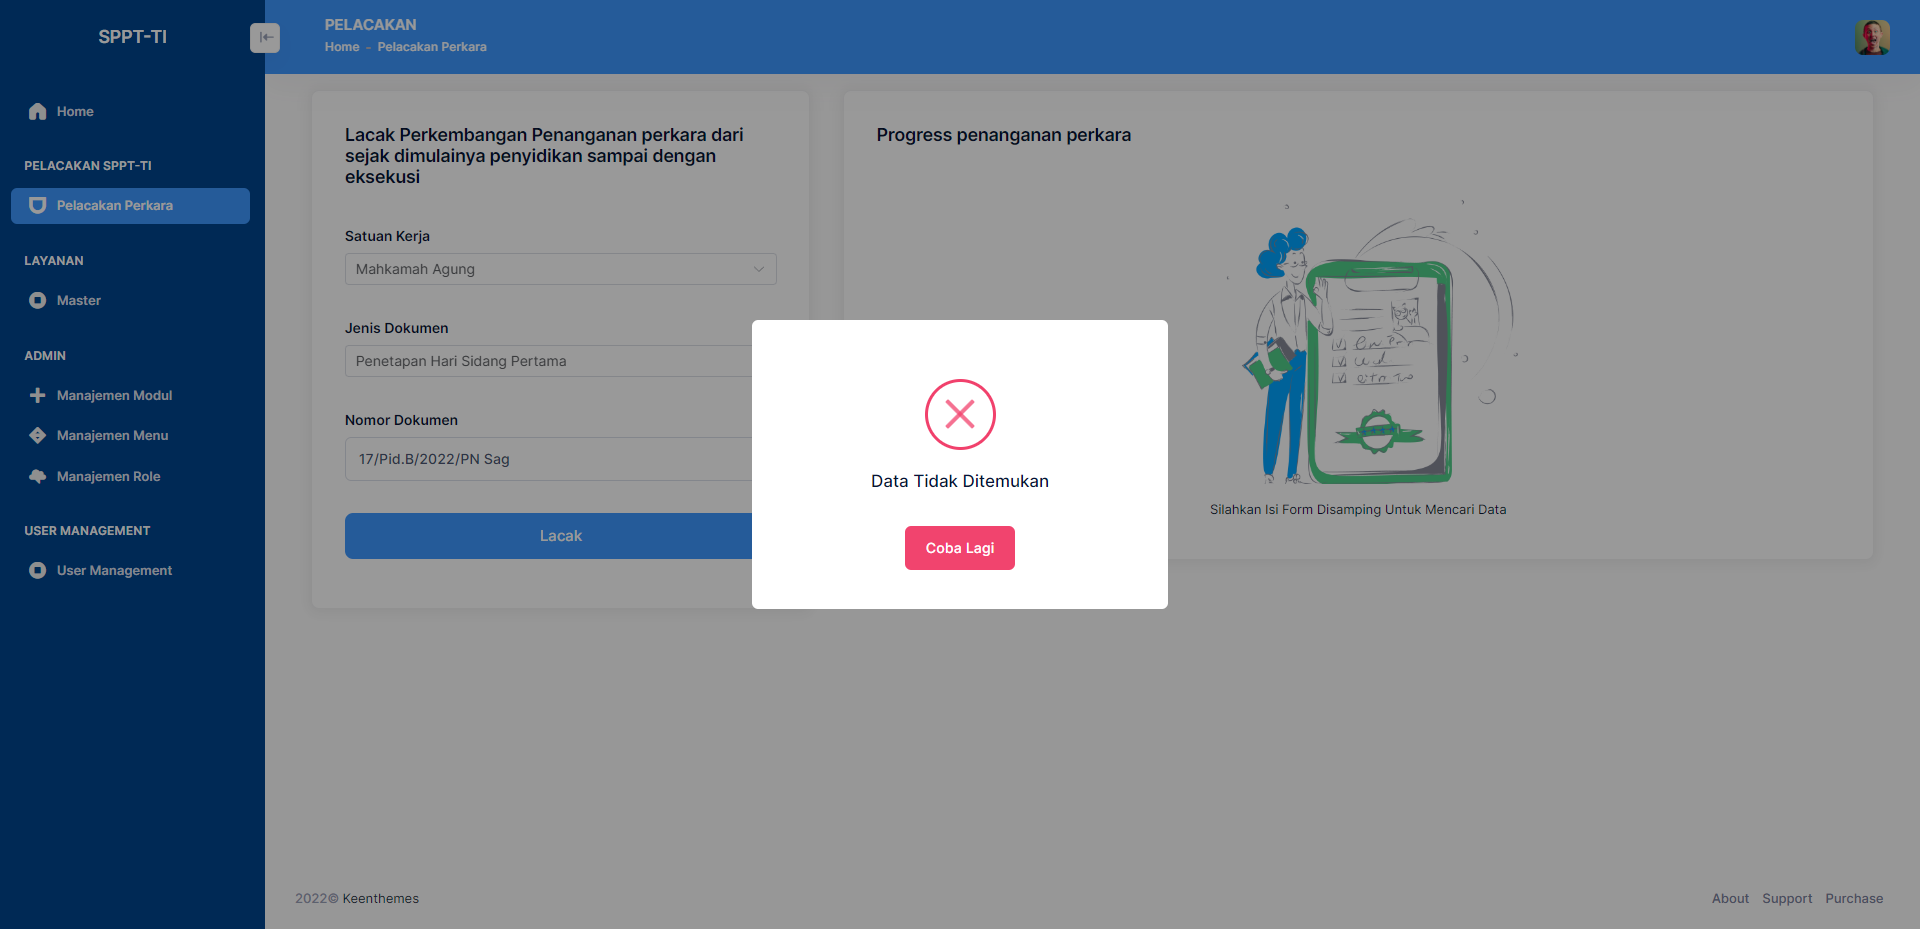 SPPT-TI
Home
PELACAKAN SPPT-TI
Pelacakan Perkara
LAYANAN
Master
ADMIN
Manajemen Modul
Manajemen Menu
Manajemen Role
USER MANAGEMENT
User Management
PELACAKAN
Home - Pelacakan Perkara
Lacak Perkembangan Penanganan perkara dari
sejak dimulainya penyidikan sampai dengan
eksekusi
Satuan Kerja
Mahkamah Agung
Jenis Dokumen
Penetapan Hari Sidang Pertama
Nomor Dokumen
17/Pid.B/2022/PN Sag
Lacak
Progress penanganan perkara
Silahkan Isi Form Disamping Untuk Mencari Data
Data Tidak Ditemukan
Coba Lagi
2022© Keenthemes
About Support Purchase